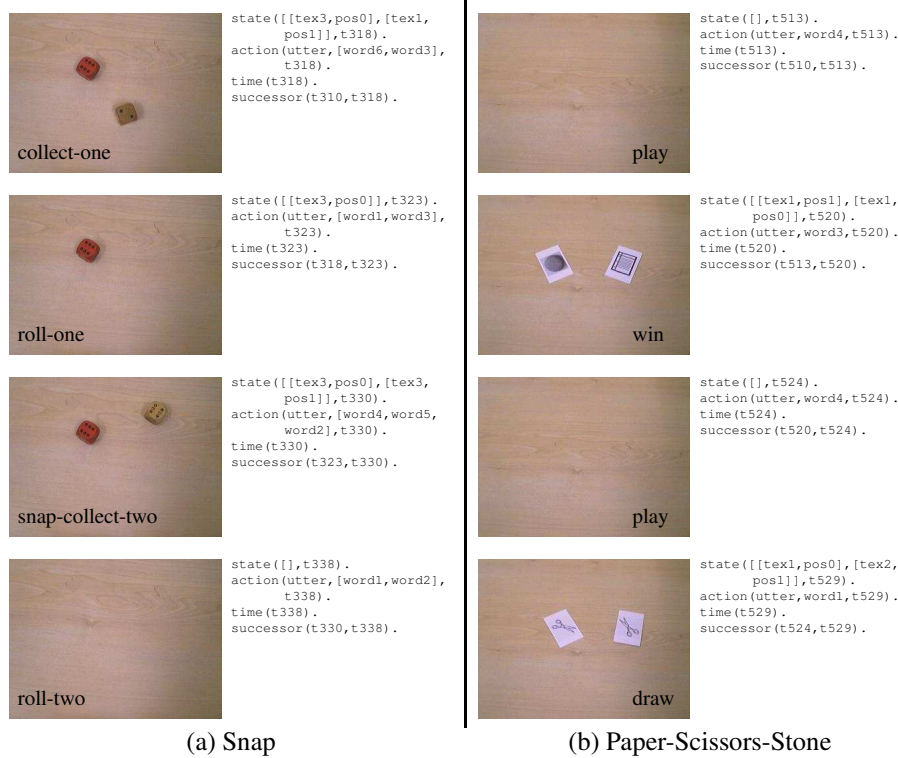 state([[tex3,pos0],[tex1,
pos1]],t318).
action(utter,[word6,word3],
t318).
time(t318).
successor(t310,t318).
collect-one
state([[tex3,pos0]],t323).
action(utter,[word1,word3],
t323).
time(t323).
successor(t318,t323).
roll-one
state([[tex3,pos0],[tex3,
pos1]],t330).
action(utter,[word4,word5,
word2],t330).
time(t330).
successor(t323,t330).
snap-collect-two
state([],t338).
action(utter,[word1,word2],
t338).
time(t338).
successor(t330,t338).
roll-two
(a) Snap
state([],t513).
action(utter,word4,t513).
time(t513).
successor(t510,t513).
play
state([[tex1,pos1],[tex1,
pos0]],t520).
action(utter,word3,t520).
time(t520).
successor(t513,t520).
win
state([],t524).
action(utter,word4,t524).
time(t524).
successor(t520,t524).
play
state([[tex1,pos0],[tex2,
pos1]],t529).
action(utter,word1,t529).
time(t529).
successor(t524,t529).
draw
(b) Paper-Scissors-Stone